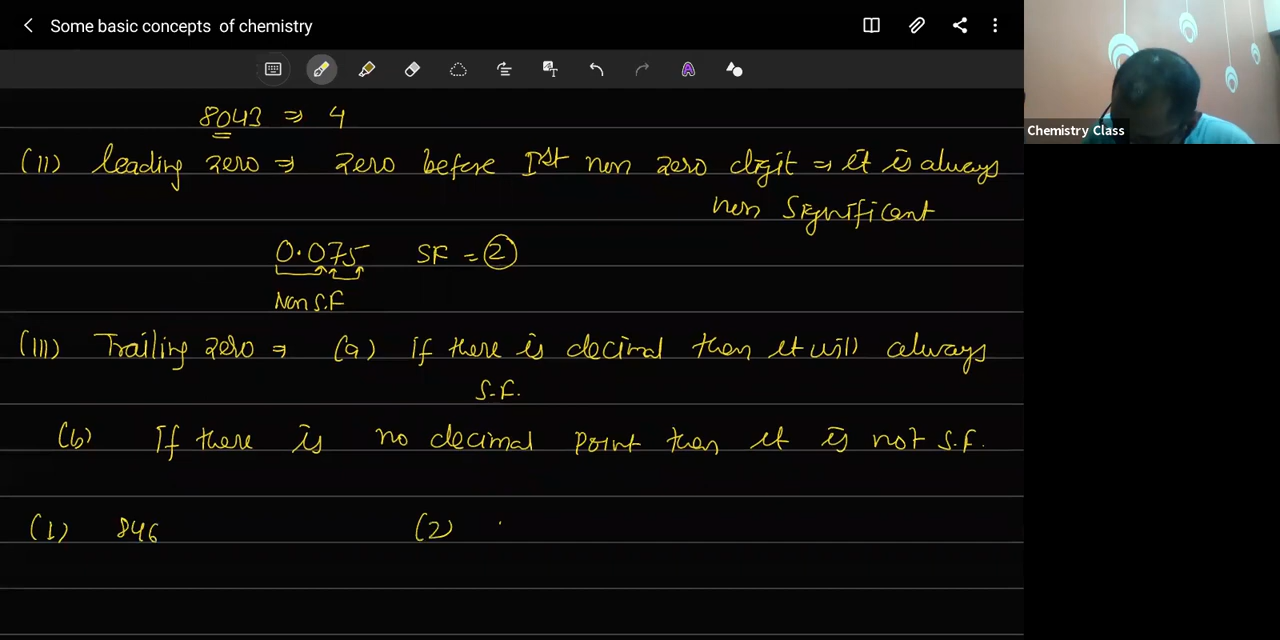 Some basic concepts of chemistry
Chemistry Class
8043 ⇒ 4
(II) leading zero ⇒ zero before Ist non zero digit ⇒ it is always
non significant
0.075 SF = 2
Non S.F
(III) Trailing zero ⇒ (a) if there is decimal then it will always
S.F.
(b) If there is no decimal point then it is not S.F.
(1) 846 (2)